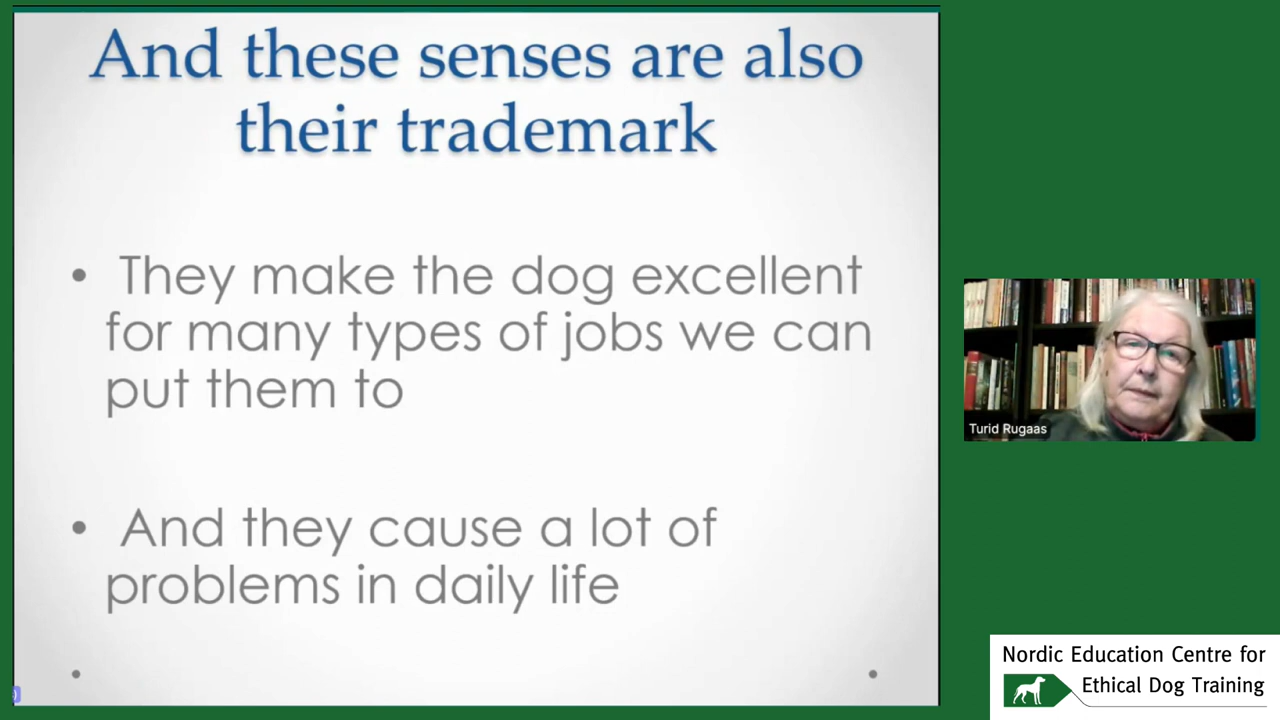 And these senses are also
their trademark
• They make the dog excellent
for many types of jobs we can
put them to
• And they cause a lot of
problems in daily life
Turid Rugaas
Nordic Education Centre for
Ethical Dog Training